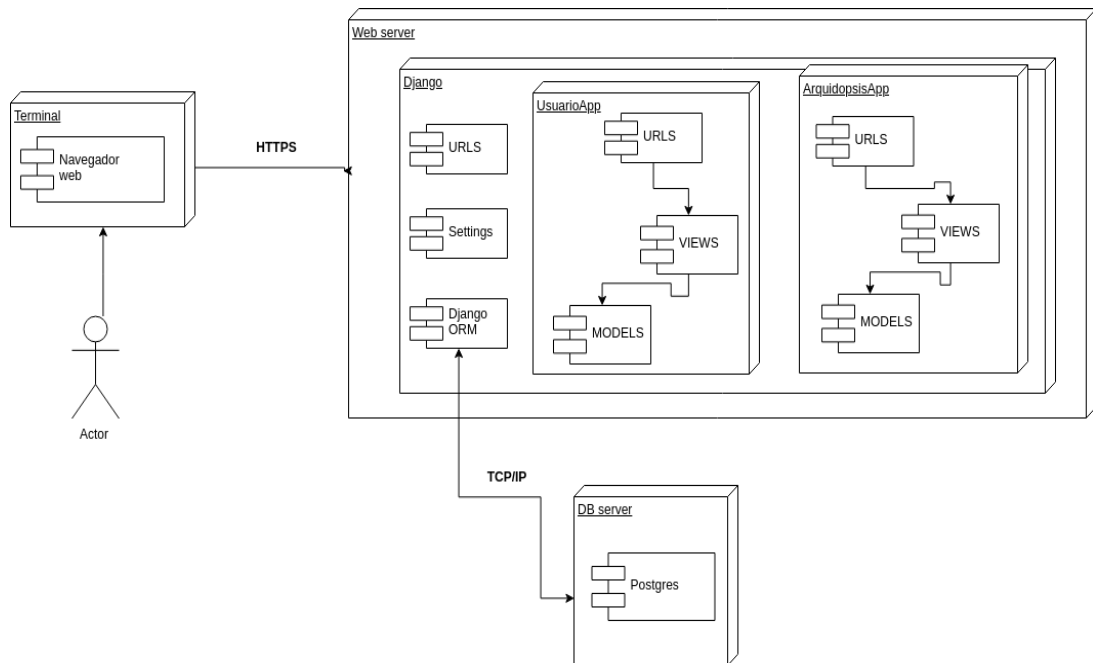 Web server
Django
UsuarioApp
ArquidopsisApp
Terminal
Navegador
web
HTTPS
URLS
URLS
URLS
Settings
VIEWS
VIEWS
Django
ORM
MODELS
MODELS
Actor
TCP/IP
DB server
Postgres